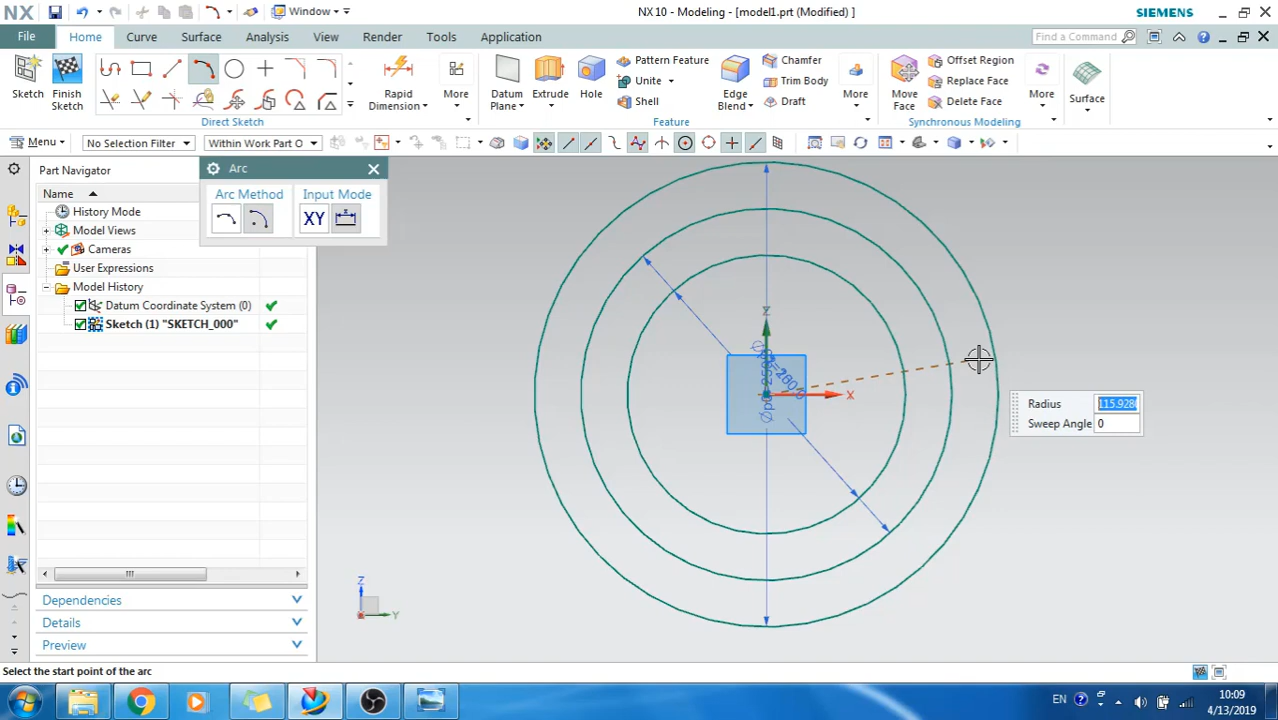 NX
Window
NX 10 - Modeling - [model1.prt (Modified) ]
SIEMENS
File
Home
Curve
Surface
Analysis
View
Render
Tools
Application
Find a Command
Sketch
Finish
Sketch
Direct Sketch
Rapid
Dimension
More
Datum
Plane
Extrude
Hole
Pattern Feature
Unite
Shell
Edge
Blend
Chamfer
Trim Body
Draft
More
Feature
Move
Face
Offset Region
Replace Face
Delete Face
More
Synchronous Modeling
Surface
Menu
No Selection Filter
Within Work Part O
Part Navigator
Name
History Mode
Model Views
Cameras
User Expressions
Model History
Datum Coordinate System (0)
Sketch (1) "SKETCH_000"
Dependencies
Details
Preview
Arc
Arc Method
Input Mode
XY
Z
X
Radius
115.928
Sweep Angle
0
Z
Y
Select the start point of the arc
EN
10:09
4/13/2019